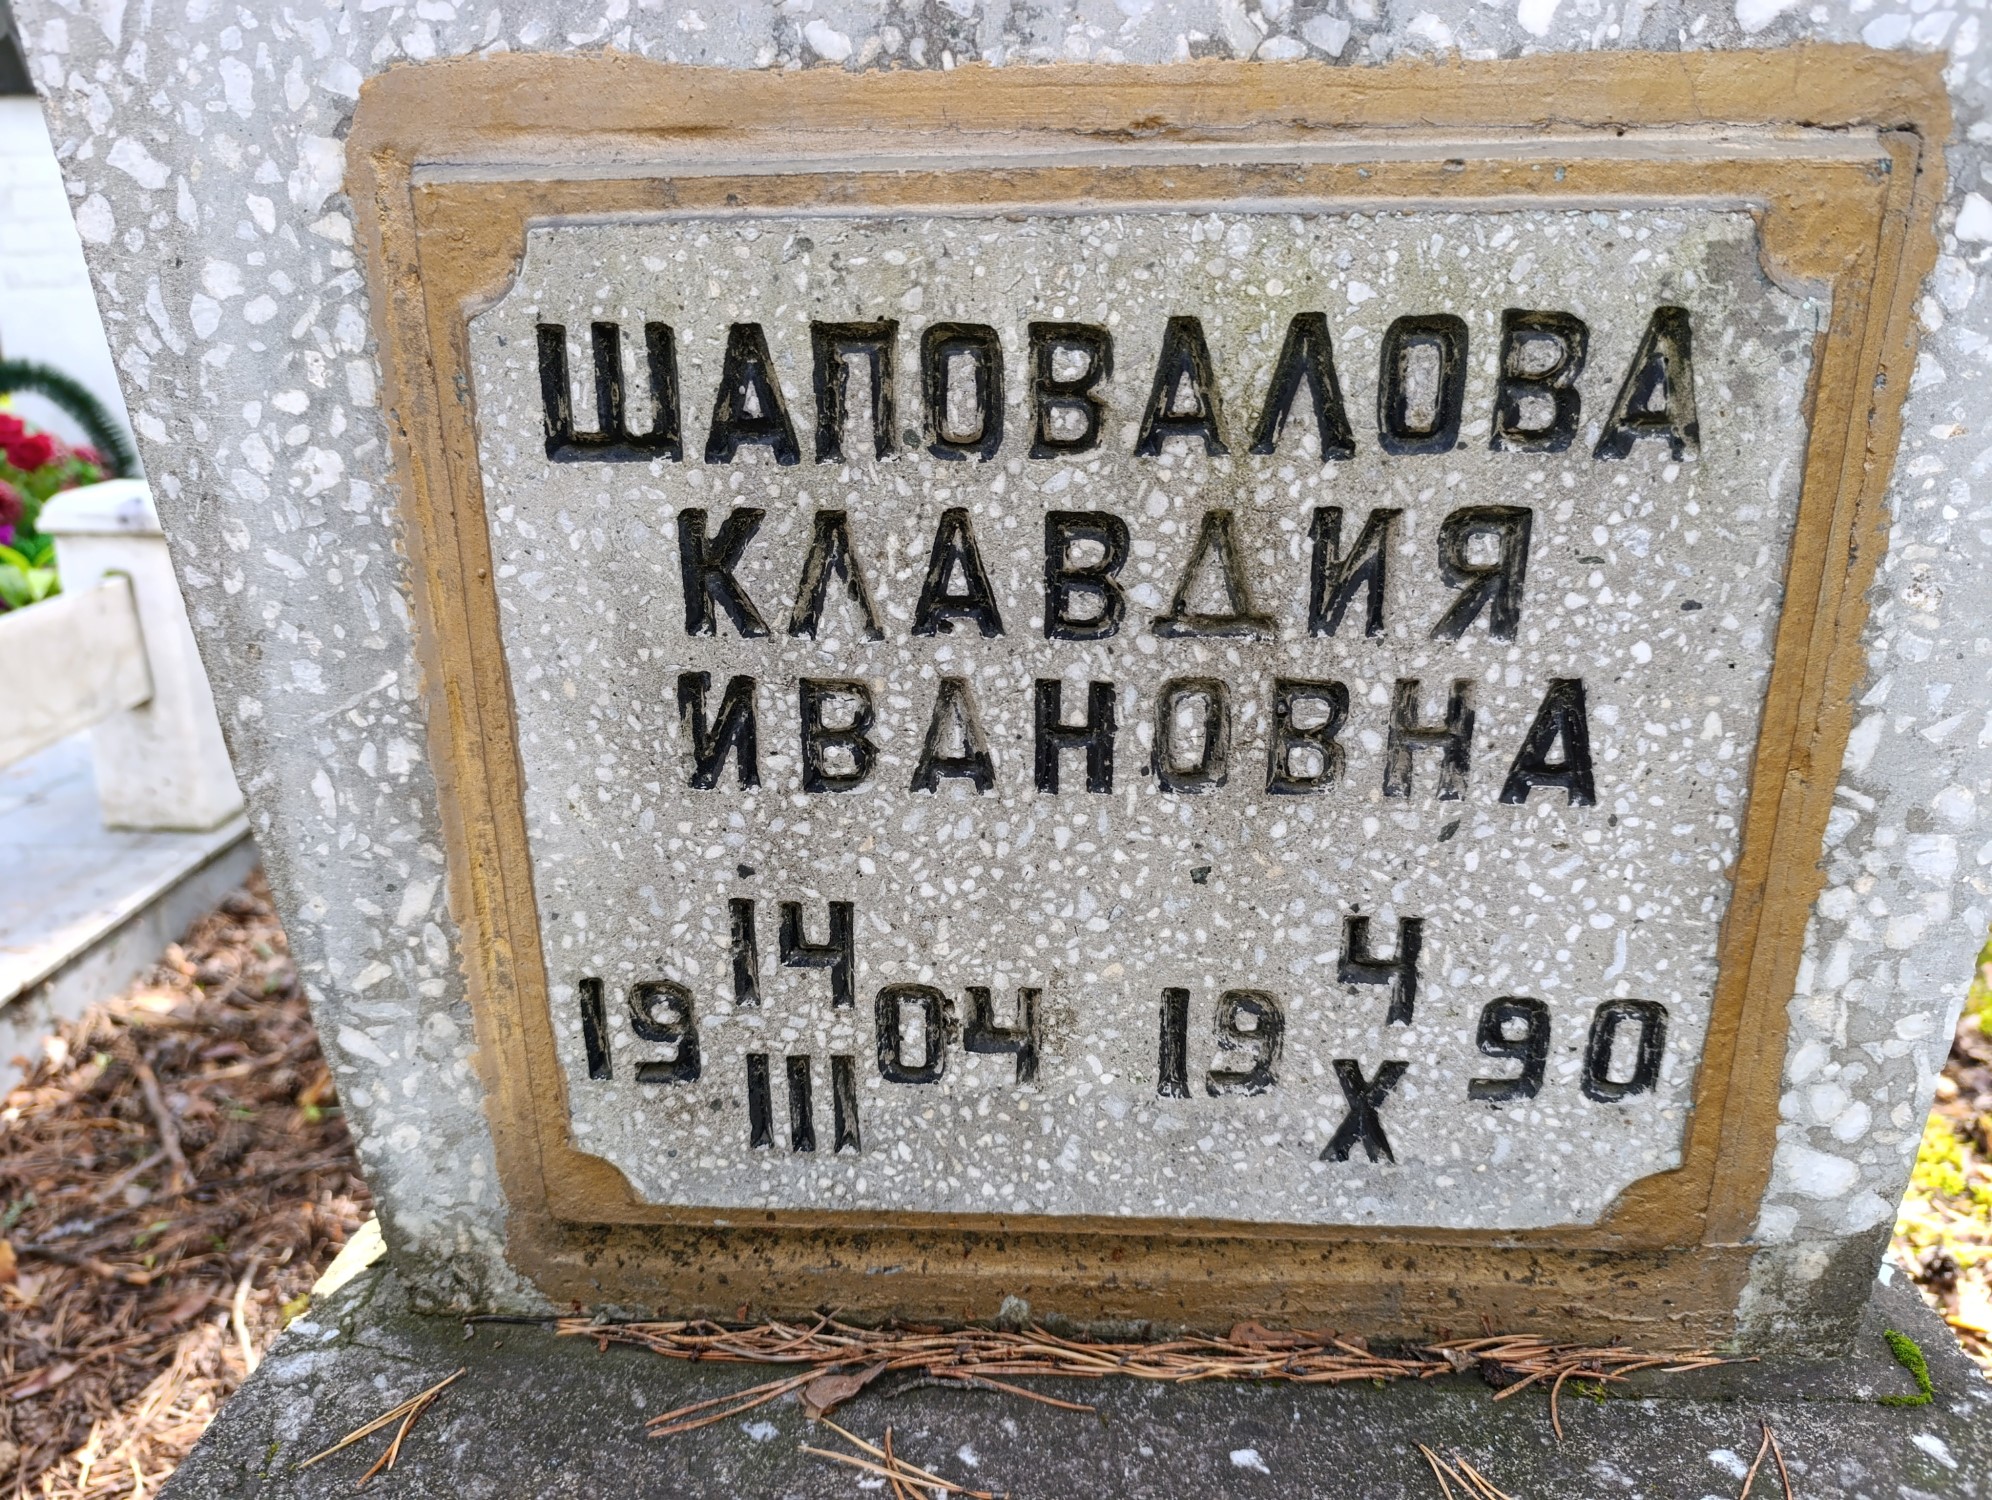 ШАПОВАЛОВА
КЛАВДИЯ
ИВАНОВНА
19 14 III 04 19 4 X 90